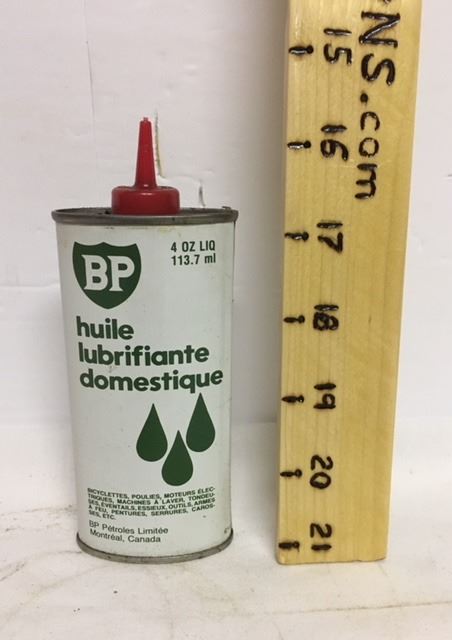 BP
4 OZ LIQ
113.7 ml
huile
lubrifiante
domestique
BICYCLETTES, POULIES, MOTEURS ÉLEC-
TRIQUES, MACHINES À LAVER, TONDEU-
SES, ÉVENTAILS, ESSIEUX, OUTILS, ARMES
À FEU, PENTURES, SERRURES, CAROS-
SES, ETC.
BP Pétroles Limitée
Montréal, Canada
NS.com
15
16
17
18
19
20
21